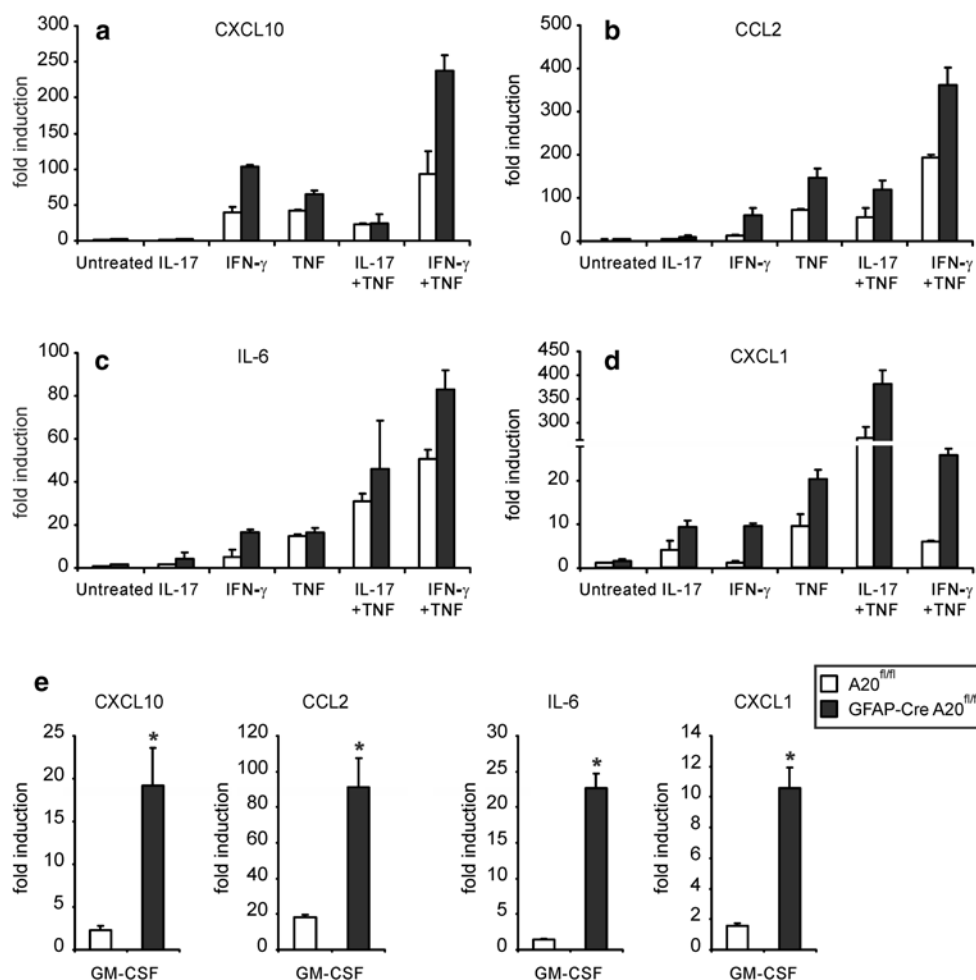 a
CXCL10
fold induction
300
250
200
150
100
50
0
Untreated IL-17 IFN-γ TNF IL-17 IFN-γ
+TNF +TNF
b
CCL2
fold induction
500
400
300
200
100
0
Untreated IL-17 IFN-γ TNF IL-17 IFN-γ
+TNF +TNF
c
IL-6
fold induction
100
80
60
40
20
0
Untreated IL-17 IFN-γ TNF IL-17 IFN-γ
+TNF +TNF
d
CXCL1
fold induction
450
400
350
300
20
10
0
Untreated IL-17 IFN-γ TNF IL-17 IFN-γ
+TNF +TNF
A20fl/fl
GFAP-Cre A20fl/fl
e
CXCL10
fold induction
25
20
15
10
5
0
*
GM-CSF
CCL2
fold induction
120
100
80
60
40
20
0
*
GM-CSF
IL-6
fold induction
30
25
20
15
10
5
0
*
GM-CSF
CXCL1
fold induction
14
12
10
8
6
4
2
0
*
GM-CSF